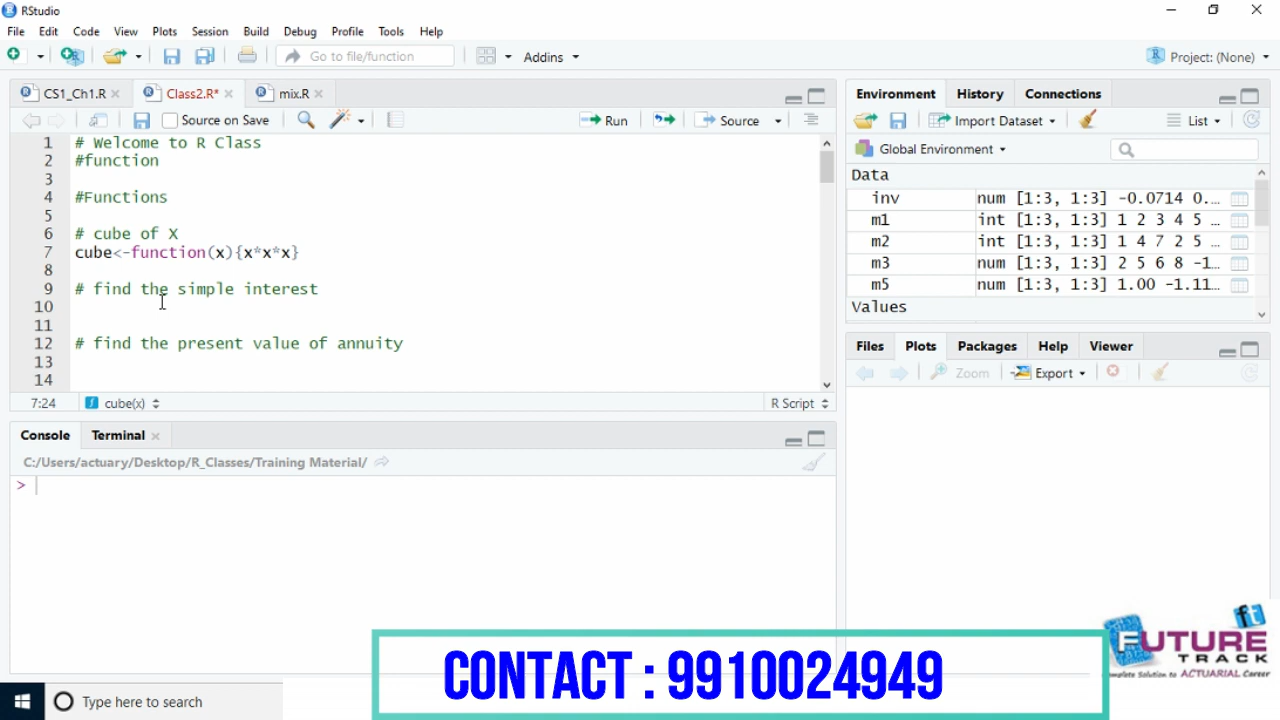 RStudio
File Edit Code View Plots Session Build Debug Profile Tools Help
Go to file/function Addins Project: (None)
CS1_Ch1.R Class2.R* mix.R
Source on Save Run Source
1 # Welcome to R Class
2 #function
3
4 #Functions
5
6 # cube of X
7 cube<-function(x){x*x*x}
8
9 # find the simple interest
10
11
12 # find the present value of annuity
13
14
7:24 cube(x) R Script
Console Terminal
C:/Users/actuary/Desktop/R_Classes/Training Material/
>
Environment History Connections
Import Dataset List
Global Environment
Data
inv num [1:3, 1:3] -0.0714 0.…
m1 int [1:3, 1:3] 1 2 3 4 5 …
m2 int [1:3, 1:3] 1 4 7 2 5 …
m3 num [1:3, 1:3] 2 5 6 8 -1…
m5 num [1:3, 1:3] 1.00 -1.11…
Values
Files Plots Packages Help Viewer
Zoom Export
CONTACT : 9910024949
ft
FUTURE
TRACK
Complete Solution to ACTUARIAL Career
Type here to search